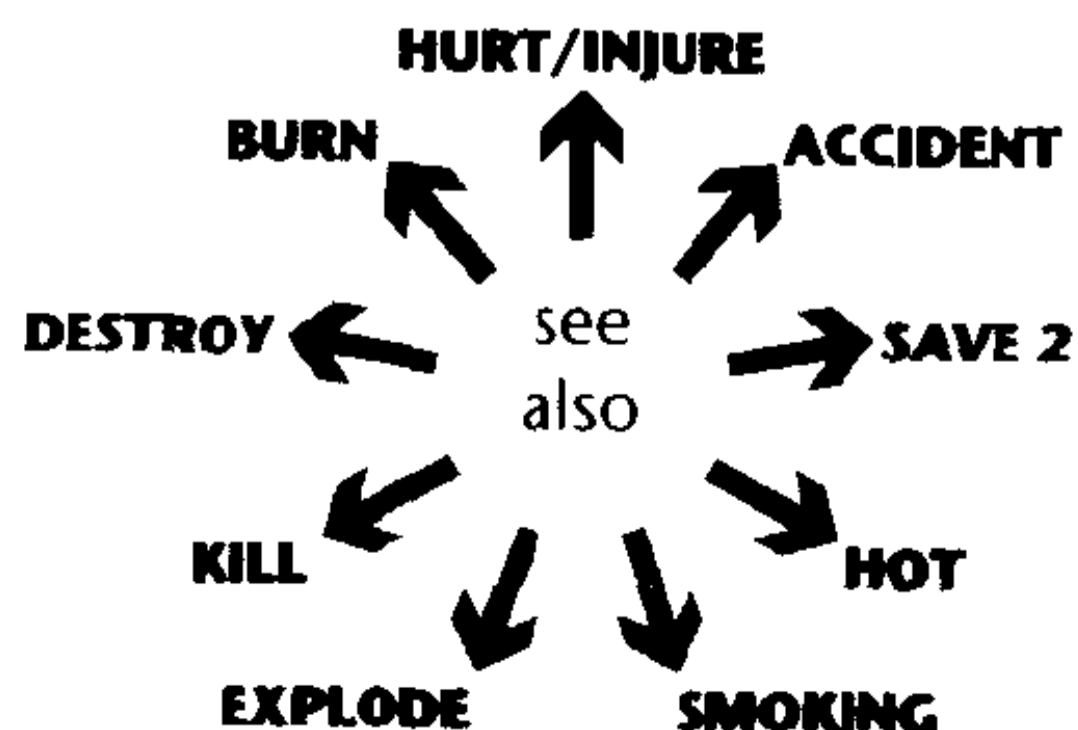 HURT/INJURE
BURN
ACCIDENT
see
DESTROY
SAVE 2
also
KILL
HOT
EXPLODE
SMOKING